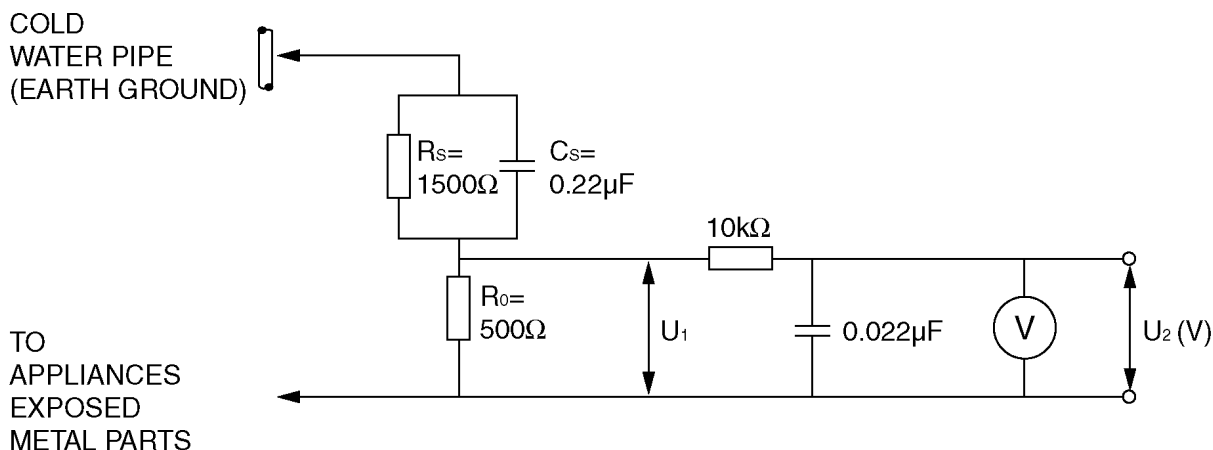 COLD
WATER PIPE
(EARTH GROUND)
Rs=
1500Ω
Cs=
0.22µF
10kΩ
R0=
500Ω
U1
0.022µF
V
U2 (V)
TO
APPLIANCES
EXPOSED
METAL PARTS